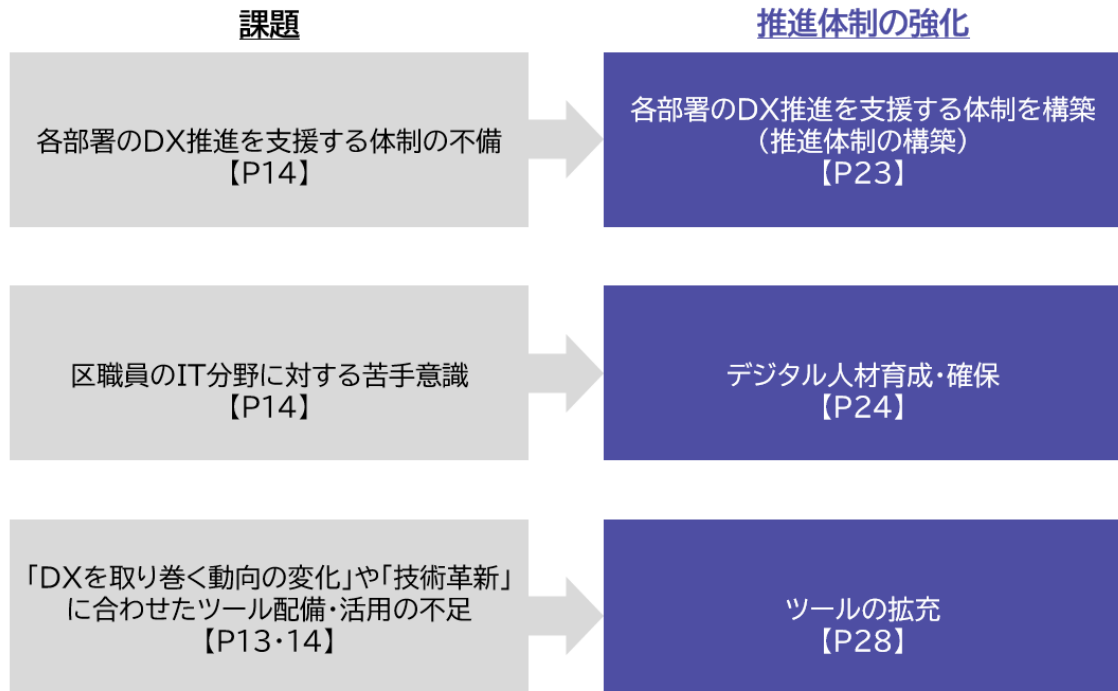 課題
推進体制の強化
各部署のDX推進を支援する体制の不備
【P14】
各部署のDX推進を支援する体制を構築
（推進体制の構築）
【P23】
区職員のIT分野に対する苦手意識
【P14】
デジタル人材育成・確保
【P24】
「DXを取り巻く動向の変化」や「技術革新」
に合わせたツール配備・活用の不足
【P13・14】
ツールの拡充
【P28】